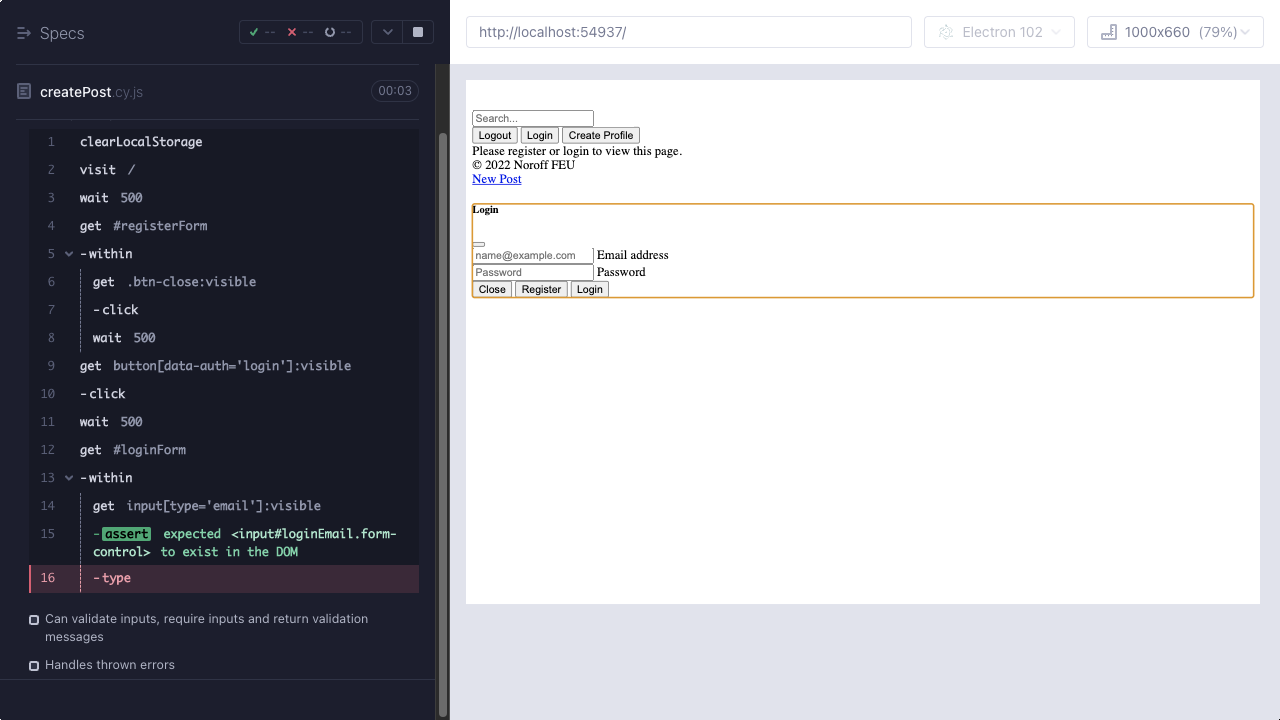 Specs
-- -- --
createPost.cy.js 00:03
1 clearLocalStorage
2 visit /
3 wait 500
4 get #registerForm
5 -within
6 get .btn-close:visible
7 -click
8 wait 500
9 get button[data-auth='login']:visible
10 -click
11 wait 500
12 get #loginForm
13 -within
14 get input[type='email']:visible
15 -assert expected <input#loginEmail.form-
control> to exist in the DOM
16 -type
Can validate inputs, require inputs and return validation
messages
Handles thrown errors
http://localhost:54937/ Electron 102 1000x660 (79%)
Search...
Logout Login Create Profile
Please register or login to view this page.
© 2022 Noroff FEU
New Post
Login
name@example.com Email address
Password Password
Close Register Login